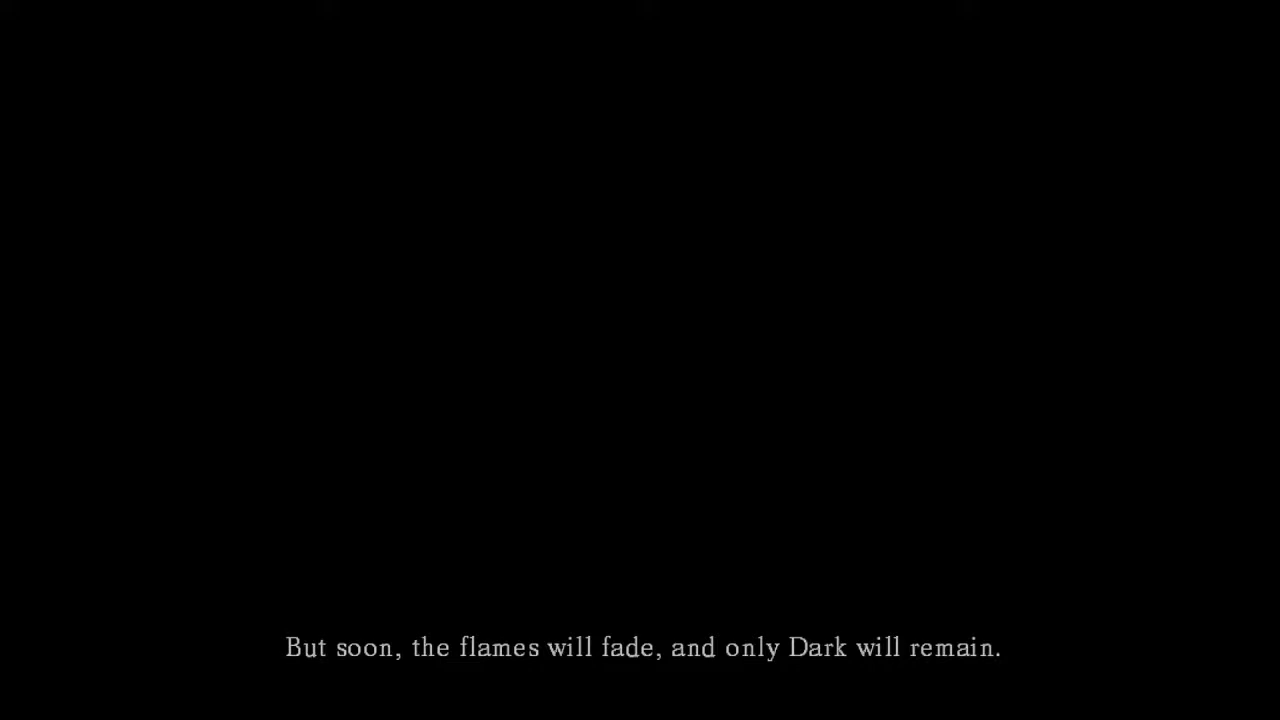 But soon, the flames will fade, and only Dark will remain.